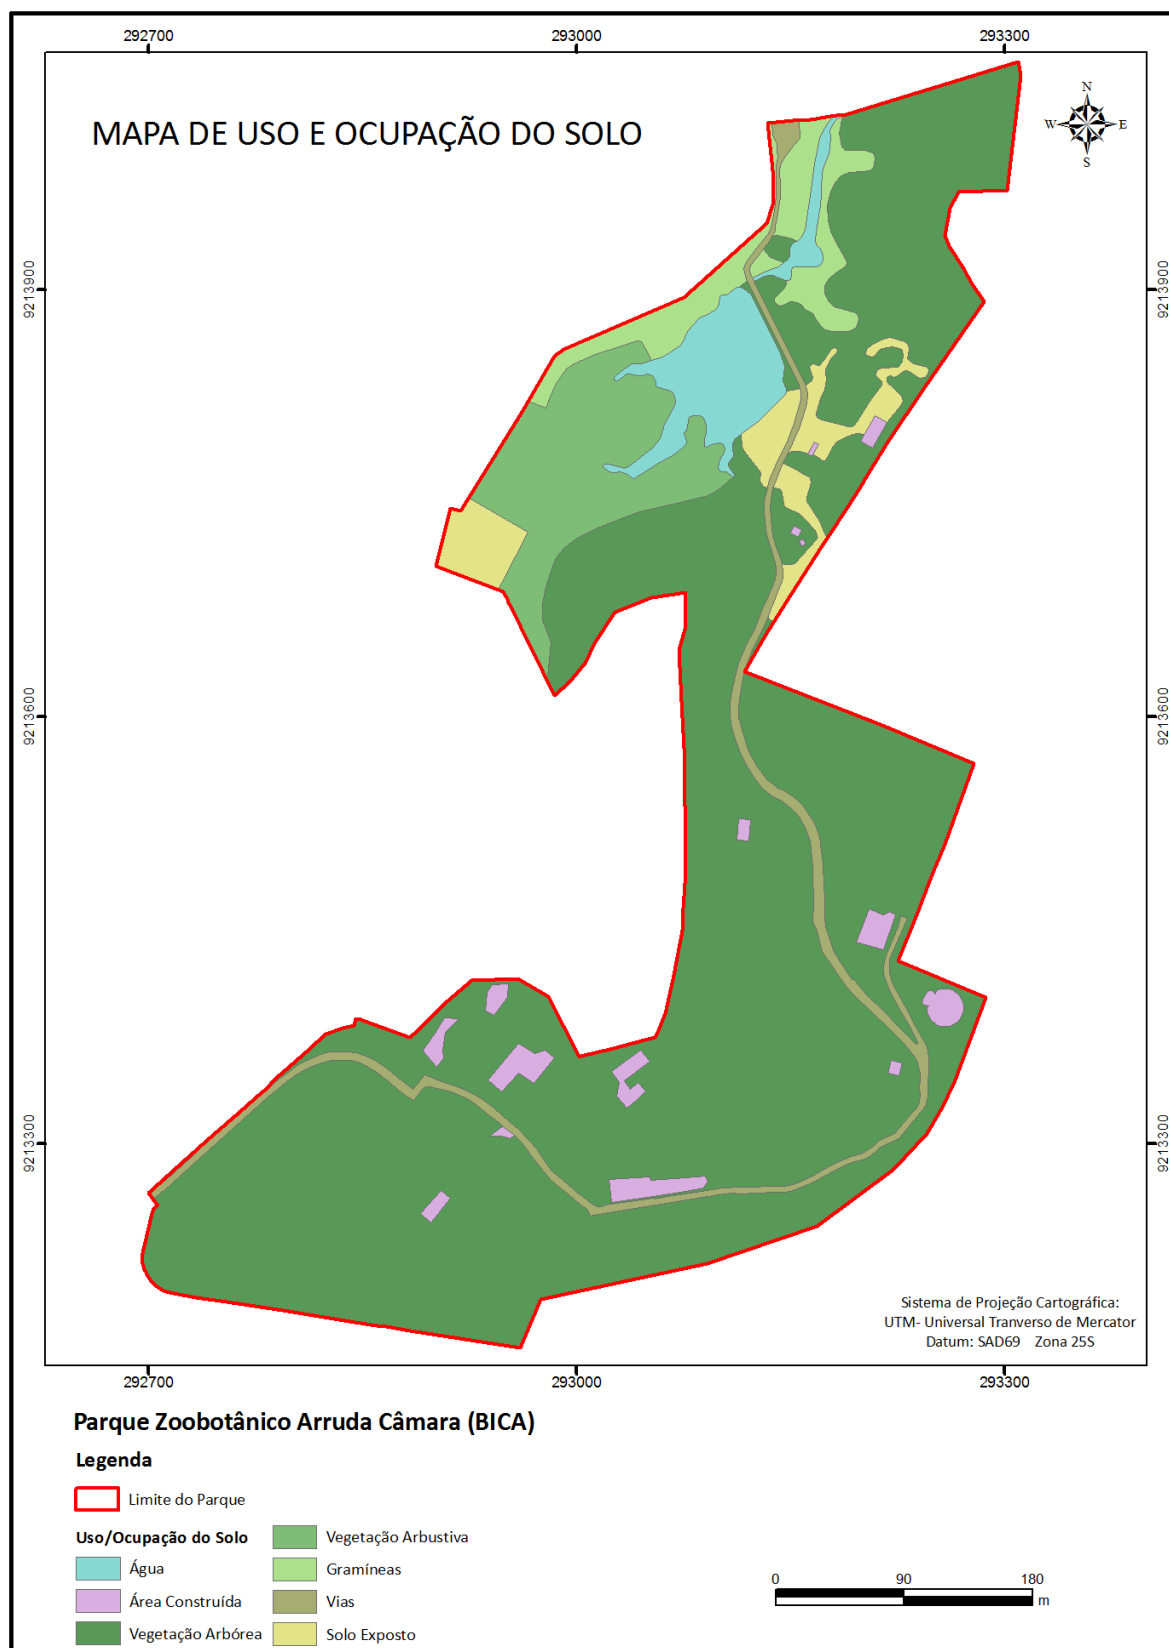 292700 293000 293300
MAPA DE USO E OCUPAÇÃO DO SOLO
N
W E
S
9213900 9213900
9213600 9213600
9213300 9213300
Sistema de Projeção Cartográfica:
UTM- Universal Tranverso de Mercator
Datum: SAD69 Zona 25S
292700 293000 293300
Parque Zoobotânico Arruda Câmara (BICA)
Legenda
Limite do Parque
Uso/Ocupação do Solo
Água
Área Construída
Vegetação Arbórea
Vegetação Arbustiva
Gramíneas
Vias
Solo Exposto
0 90 180
m